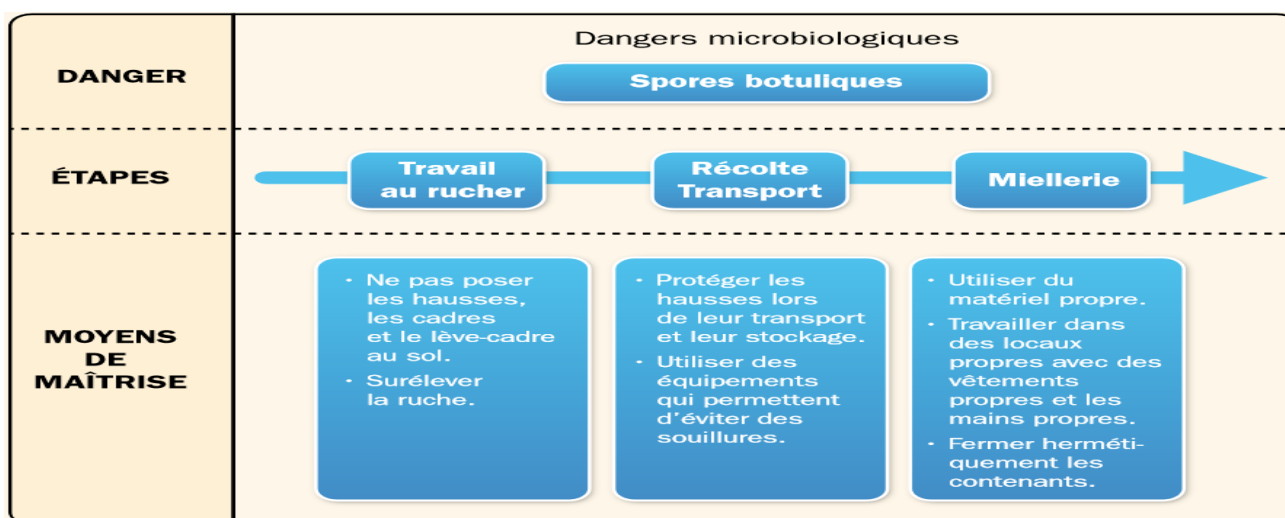 DANGER
Dangers microbiologiques
Spores botuliques
ÉTAPES
Travail
au rucher
Récolte
Transport
Miellerie
MOYENS
DE
MAÎTRISE
• Ne pas poser
les hausses,
les cadres
et le lève-cadre
au sol.
• Surélever
la ruche.
• Protéger les
hausses lors
de leur transport
et leur stockage.
• Utiliser des
équipements
qui permettent
d'éviter des
souillures.
• Utiliser du
matériel propre.
• Travailler dans
des locaux
propres avec des
vêtements
propres et les
mains propres.
• Fermer herméti-
quement les
contenants.